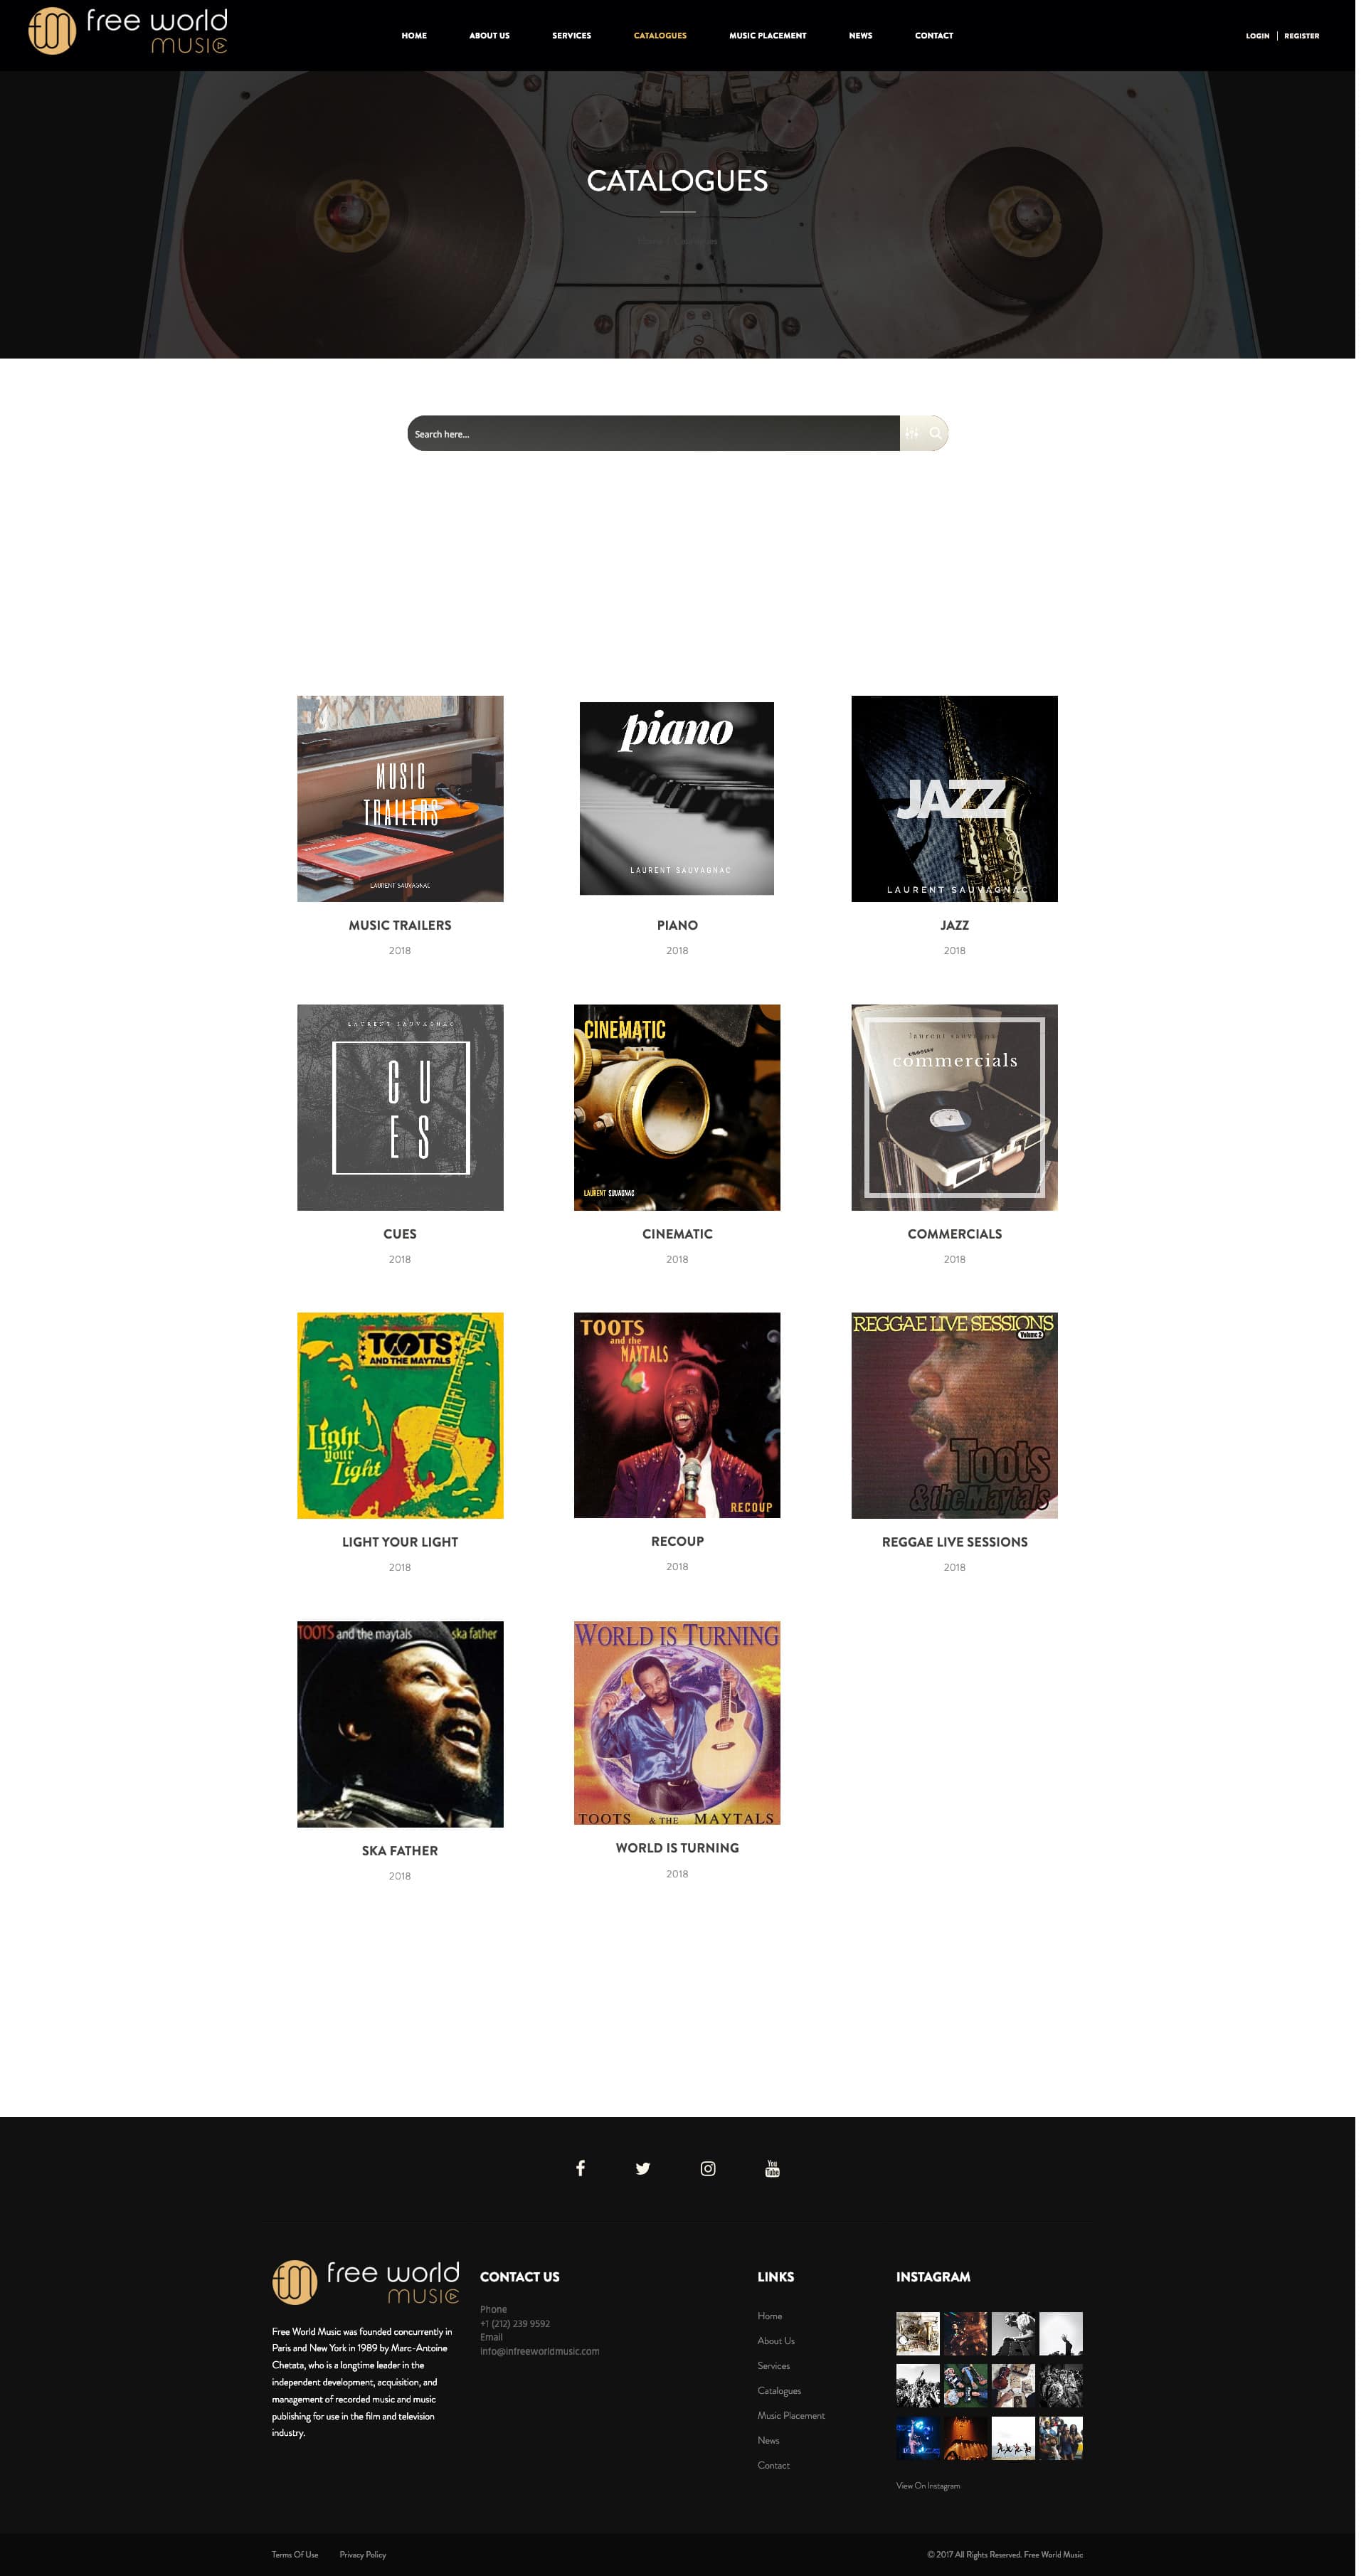 free world
music
HOME
ABOUT US
SERVICES
CATALOGUES
MUSIC PLACEMENT
NEWS
CONTACT
LOGIN
REGISTER
CATALOGUES
Home
Catalogues
Search here...
MUSIC
TRAILERS
LAURENT SAUVAGNAC
MUSIC TRAILERS
2018
piano
LAURENT SAUVAGNAC
PIANO
2018
JAZZ
LAURENT SAUVAGNAC
JAZZ
2018
LAURENT SAUVAGNAC
CU
ES
CUES
2018
CINEMATIC
LAURENT SUVAGNAC
CINEMATIC
2018
laurent sauvagnac
CROSLEY
commercials
COMMERCIALS
2018
TOOTS
AND THE MAYTALS
Light
your
Light
LIGHT YOUR LIGHT
2018
TOOTS
and the
MAYTALS
RECOUP
RECOUP
2018
REGGAE LIVE SESSIONS
Volume 2
Toots
& the Maytals
REGGAE LIVE SESSIONS
2018
TOOTS and the maytals ska father
SKA FATHER
2018
WORLD IS TURNING
TOOTS & THE MAYTALS
WORLD IS TURNING
2018
You
Tube
free world
music
Free World Music was founded concurrently in
Paris and New York in 1989 by Marc-Antoine
Chetata, who is a longtime leader in the
independent development, acquisition, and
management of recorded music and music
publishing for use in the film and television
industry.
CONTACT US
Phone
+1 (212) 239 9592
Email
info@infreeworldmusic.com
LINKS
Home
About Us
Services
Catalogues
Music Placement
News
Contact
INSTAGRAM
View On Instagram
Terms Of Use
Privacy Policy
© 2017 All Rights Reserved. Free World Music